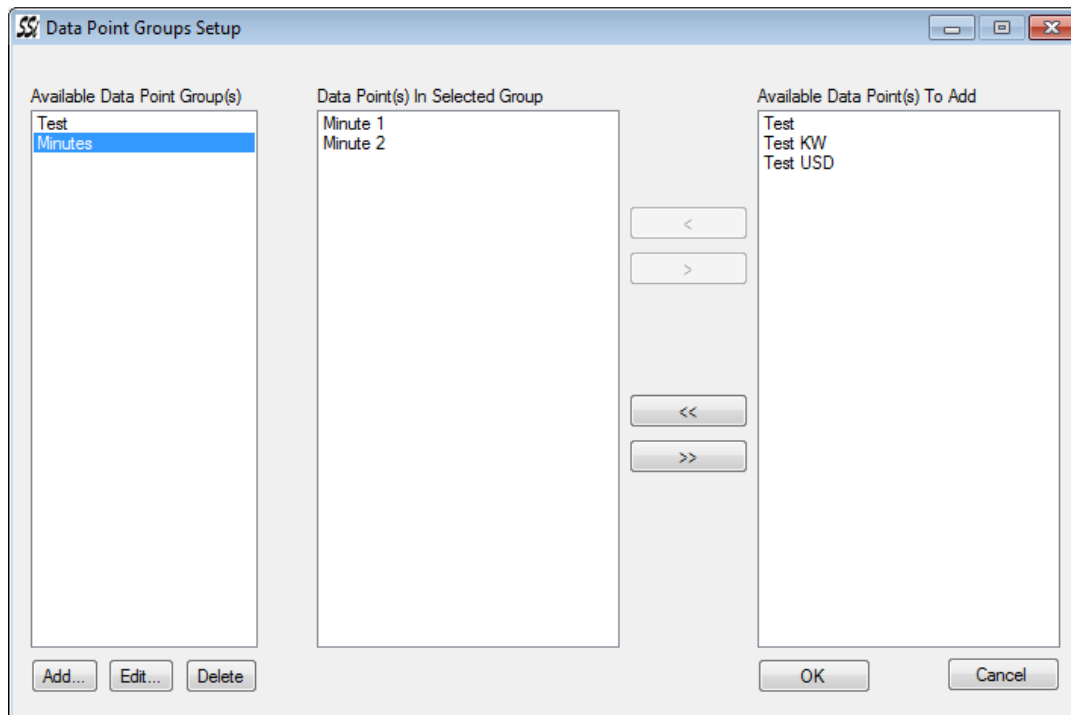 SSi Data Point Groups Setup
Available Data Point Group(s)
Test
Minutes
Data Point(s) In Selected Group
Minute 1
Minute 2
<
>
<<
>>
Available Data Point(s) To Add
Test
Test KW
Test USD
Add...
Edit...
Delete
OK
Cancel